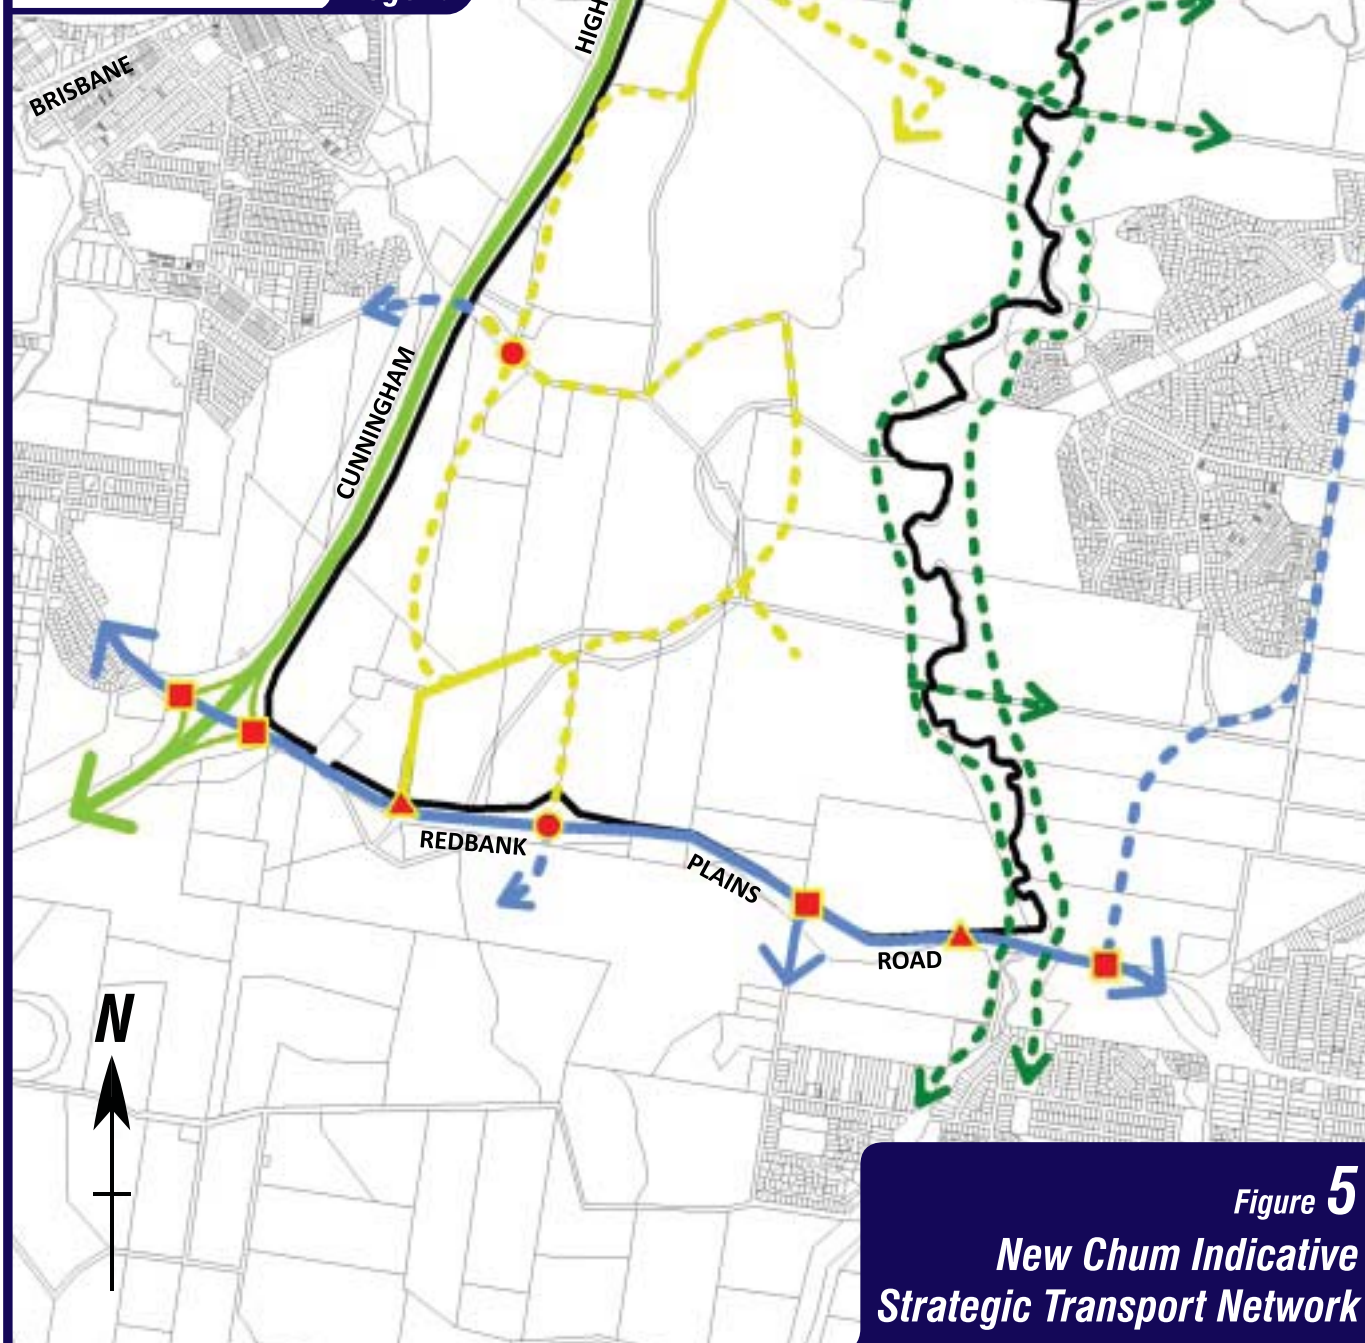 HIGH
BRISBANE
CUNNINGHAM
REDBANK
PLAINS
ROAD
N
Figure 5
New Chum Indicative
Strategic Transport Network